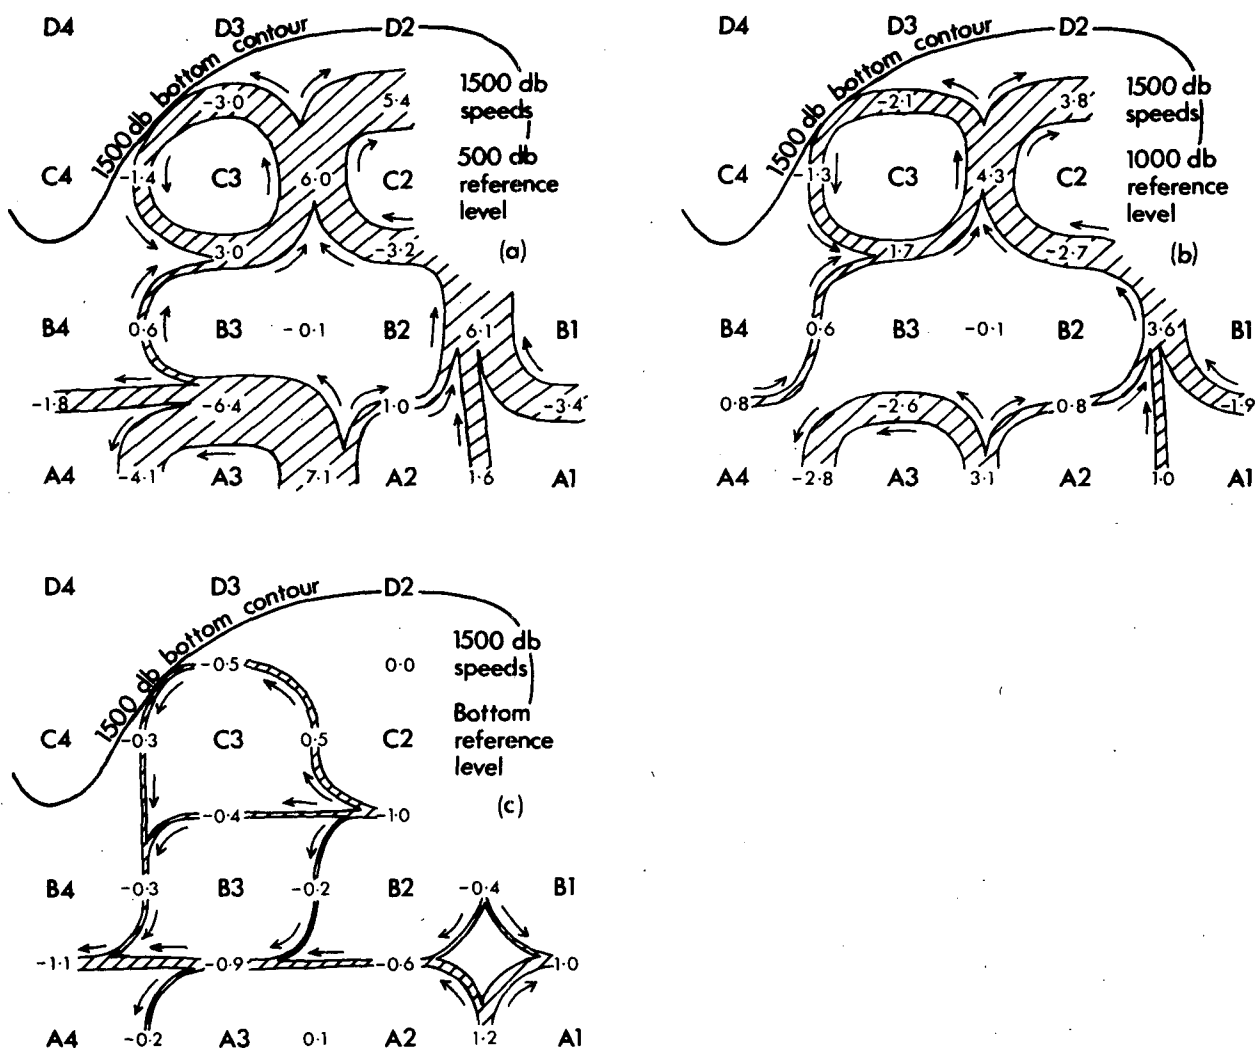 D4 D3 D2
1500 db bottom contour
1500 db
speeds
-3.0 5.4
500 db
reference
level
C4 -1.4 C3 6.0 C2
(a)
3.0 -3.2
B4 0.6 B3 -0.1 B2 6.1 B1
-1.8 -6.4 1.0 -3.4
A4 -4.1 A3 7.1 A2 1.6 A1
D4 D3 D2
1500 db bottom contour
1500 db
speeds
-2.1 3.8
1000 db
reference
level
C4 -1.3 C3 4.3 C2
(b)
1.7 -2.7
B4 0.6 B3 -0.1 B2 3.6 B1
0.8 -2.6 0.8 -1.9
A4 -2.8 A3 3.1 A2 1.0 A1
D4 D3 D2
1500 db bottom contour
1500 db
speeds
-0.5 0.0
Bottom
reference
level
C4 -0.3 C3 0.5 C2
(c)
-0.4 -1.0
B4 -0.3 B3 -0.2 B2 -0.4 B1
-1.1 -0.9 -0.6 1.0
A4 -0.2 A3 0.1 A2 1.2 A1